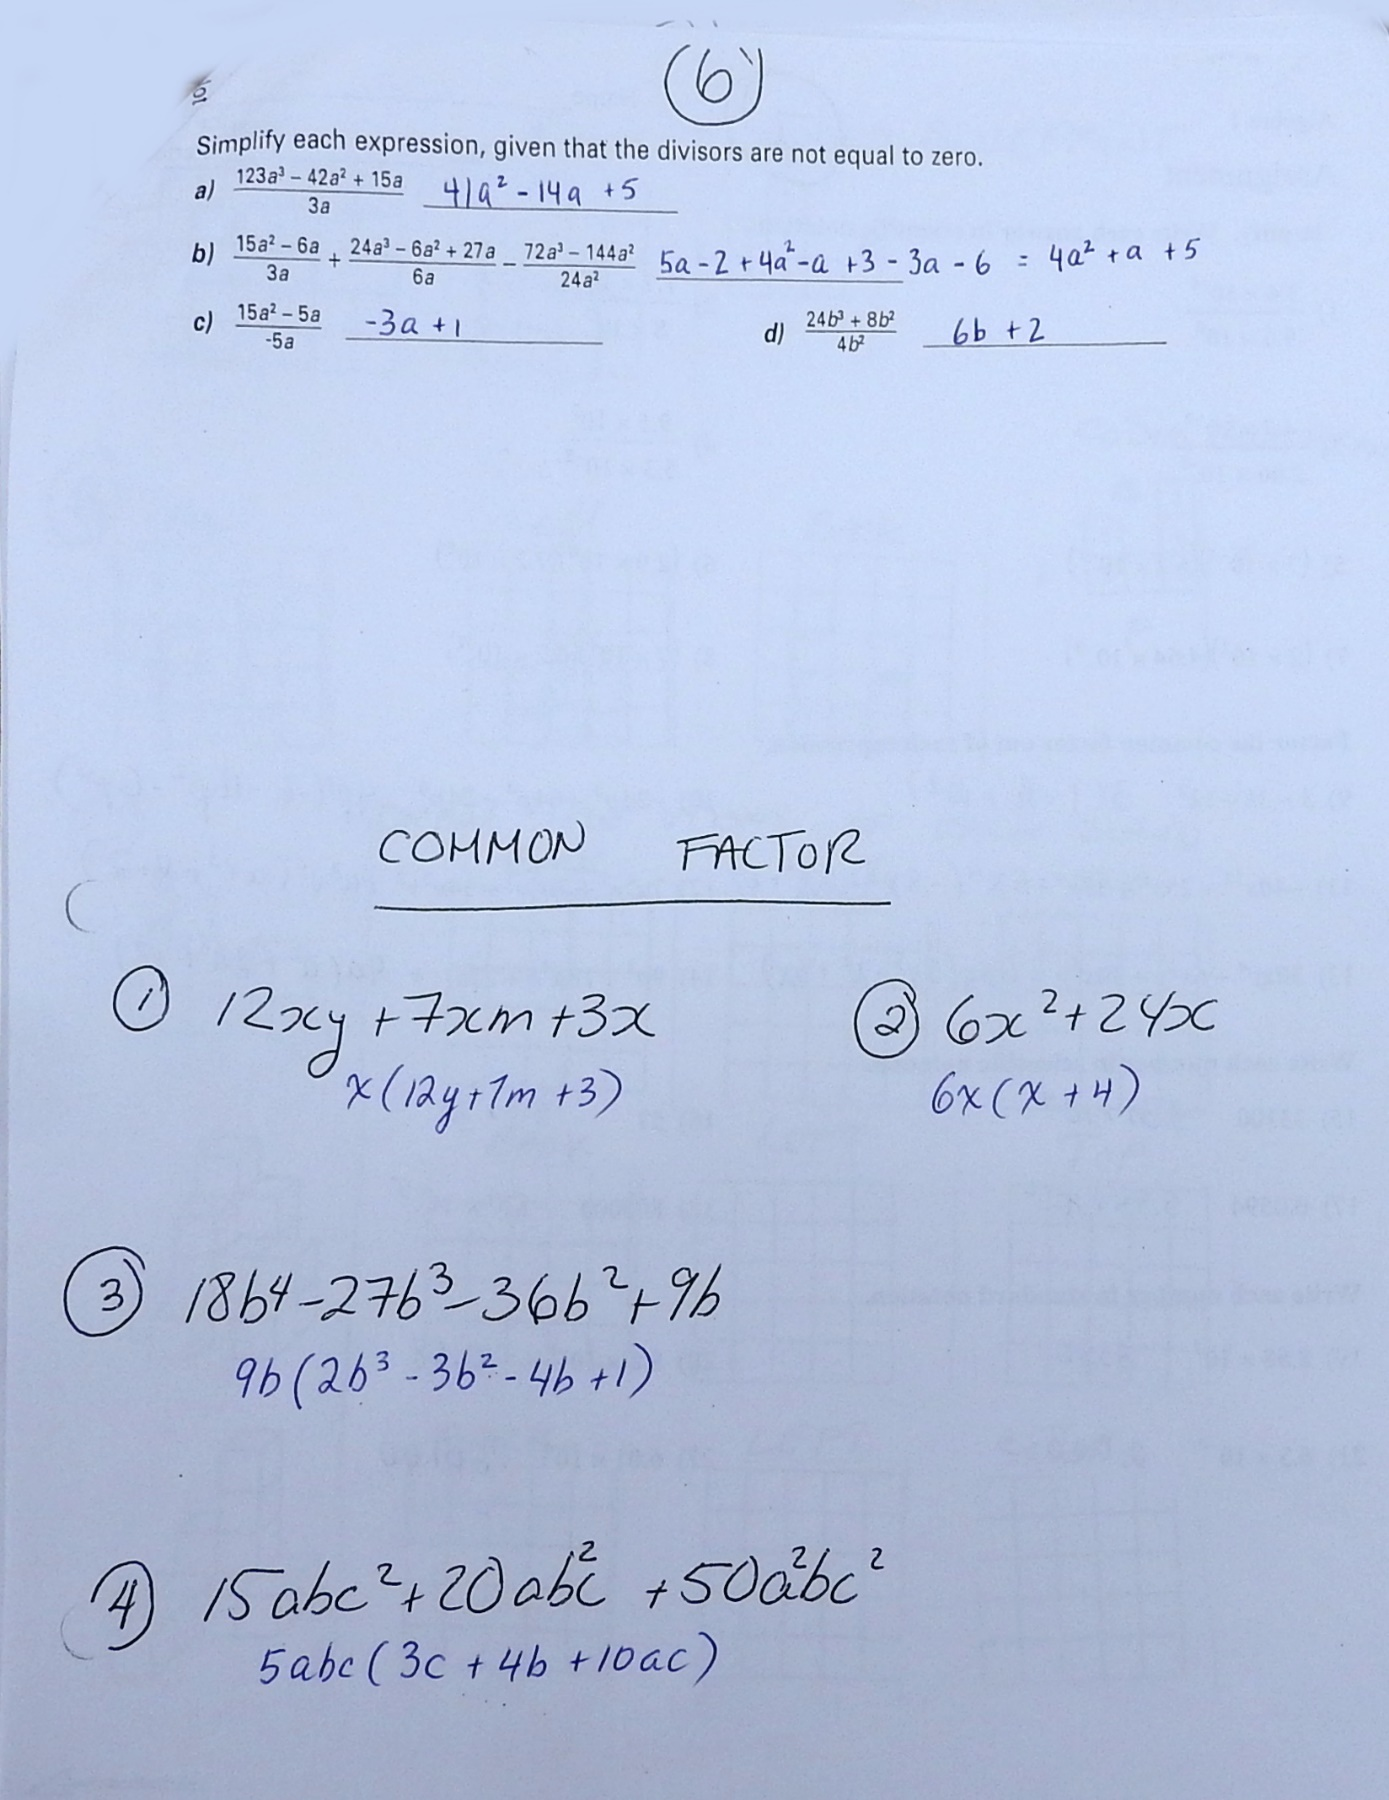 (6)
Simplify each expression, given that the divisors are not equal to zero.
a) (123a³ – 42a² + 15a)/(3a) 41a² - 14a + 5
b) (15a² – 6a)/(3a) + (24a³ – 6a² + 27a)/(6a) – (72a³ – 144a²)/(24a²) 5a - 2 + 4a² - a + 3 - 3a - 6 = 4a² + a + 5
c) (15a² – 5a)/(-5a) -3a + 1 d) (24b³ + 8b²)/(4b²) 6b + 2
COMMON FACTOR
① 12xy + 7xm + 3x ② 6x² + 24x
x(12y + 7m + 3) 6x(x + 4)
③ 18b⁴ - 27b³ - 36b² + 9b
9b(2b³ - 3b² - 4b + 1)
④ 15abc² + 20ab²c + 50a²bc²
5abc(3c + 4b + 10ac)